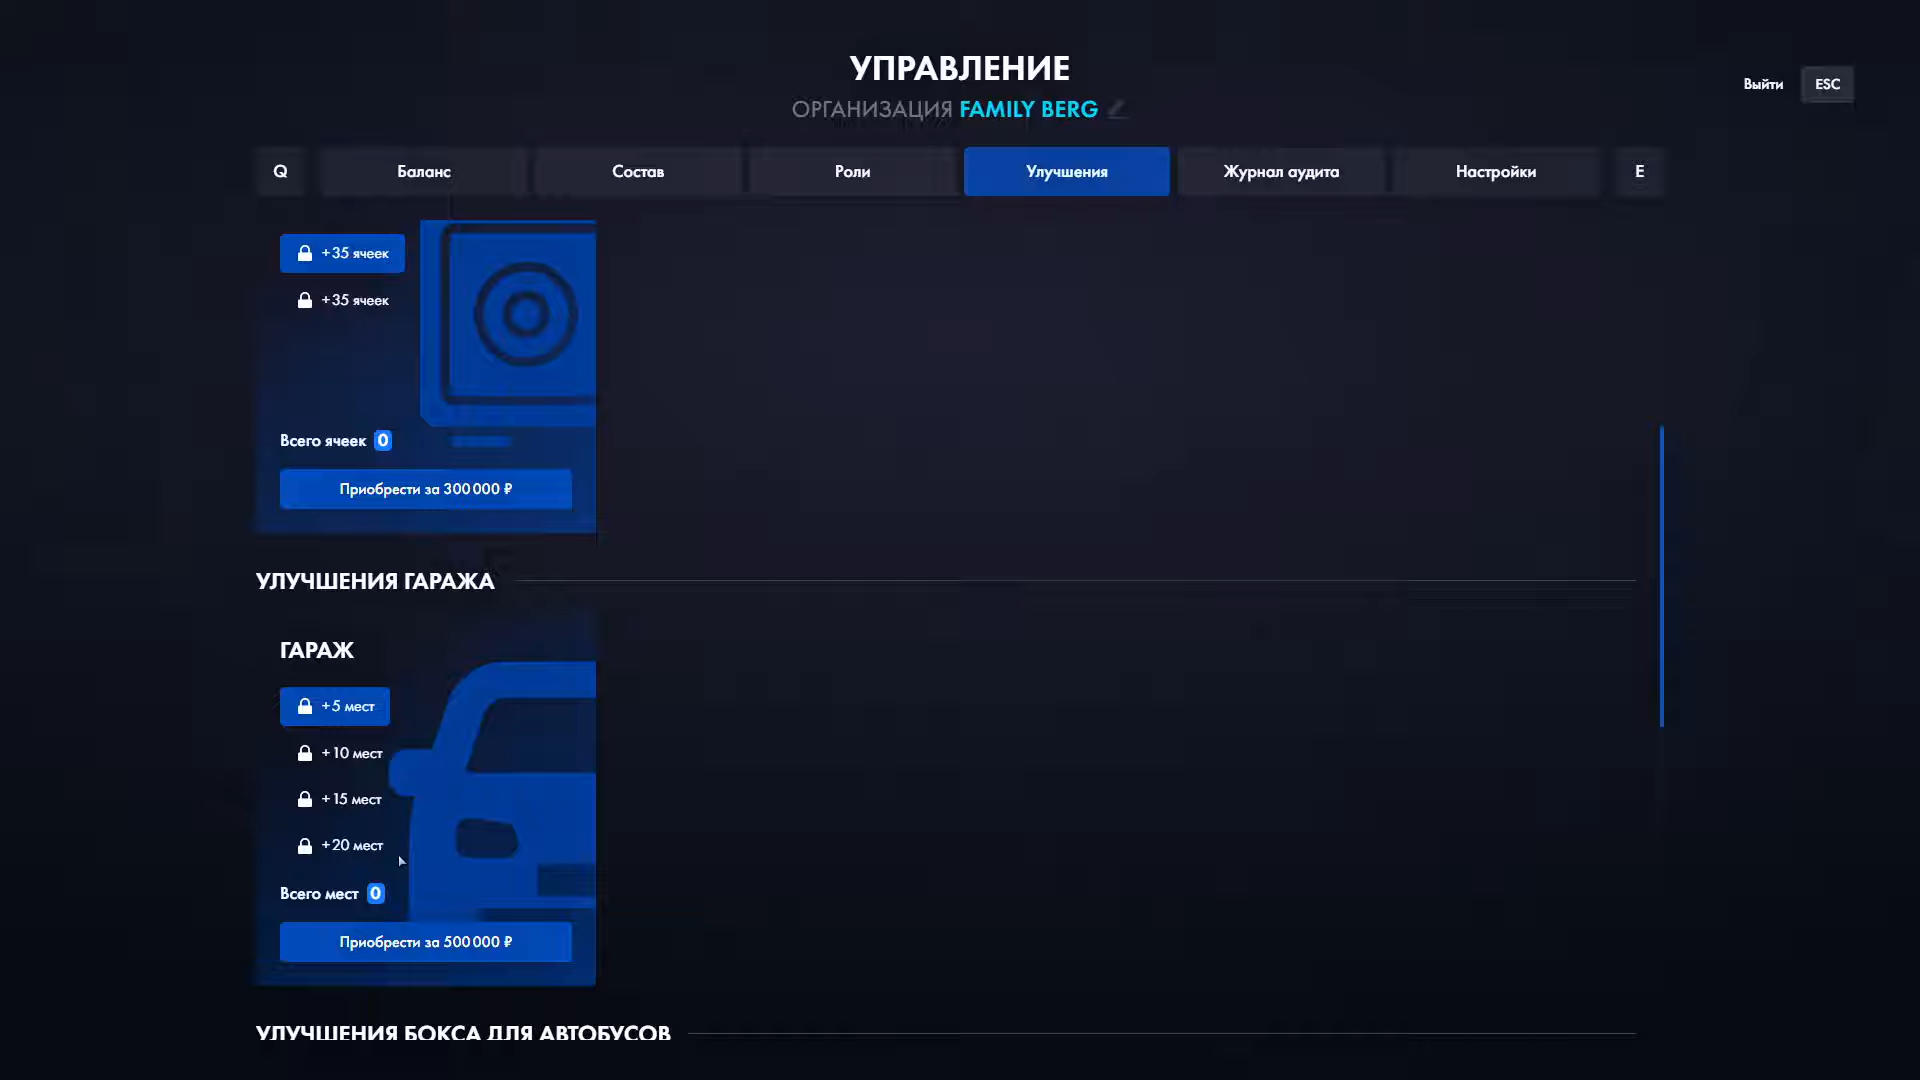 УПРАВЛЕНИЕ
ОРГАНИЗАЦИЯ FAMILY BERG
Выйти ESC
Q Баланс Состав Роли Улучшения Журнал аудита Настройки E
+35 ячеек
+35 ячеек
Всего ячеек 0
Приобрести за 300 000 ₽
УЛУЧШЕНИЯ ГАРАЖА
ГАРАЖ
+5 мест
+10 мест
+15 мест
+20 мест
Всего мест 0
Приобрести за 500 000 ₽
УЛУЧШЕНИЯ БОКСА ДЛЯ АВТОБУСОВ